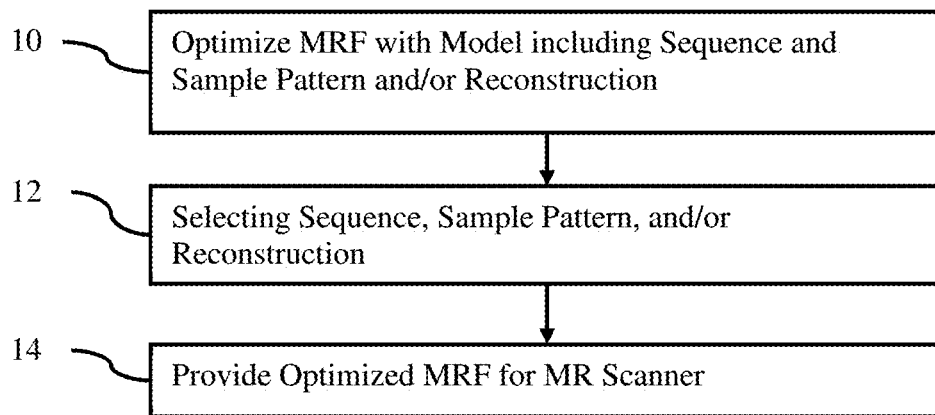 10
Optimize MRF with Model including Sequence and
Sample Pattern and/or Reconstruction
12
Selecting Sequence, Sample Pattern, and/or
Reconstruction
14
Provide Optimized MRF for MR Scanner